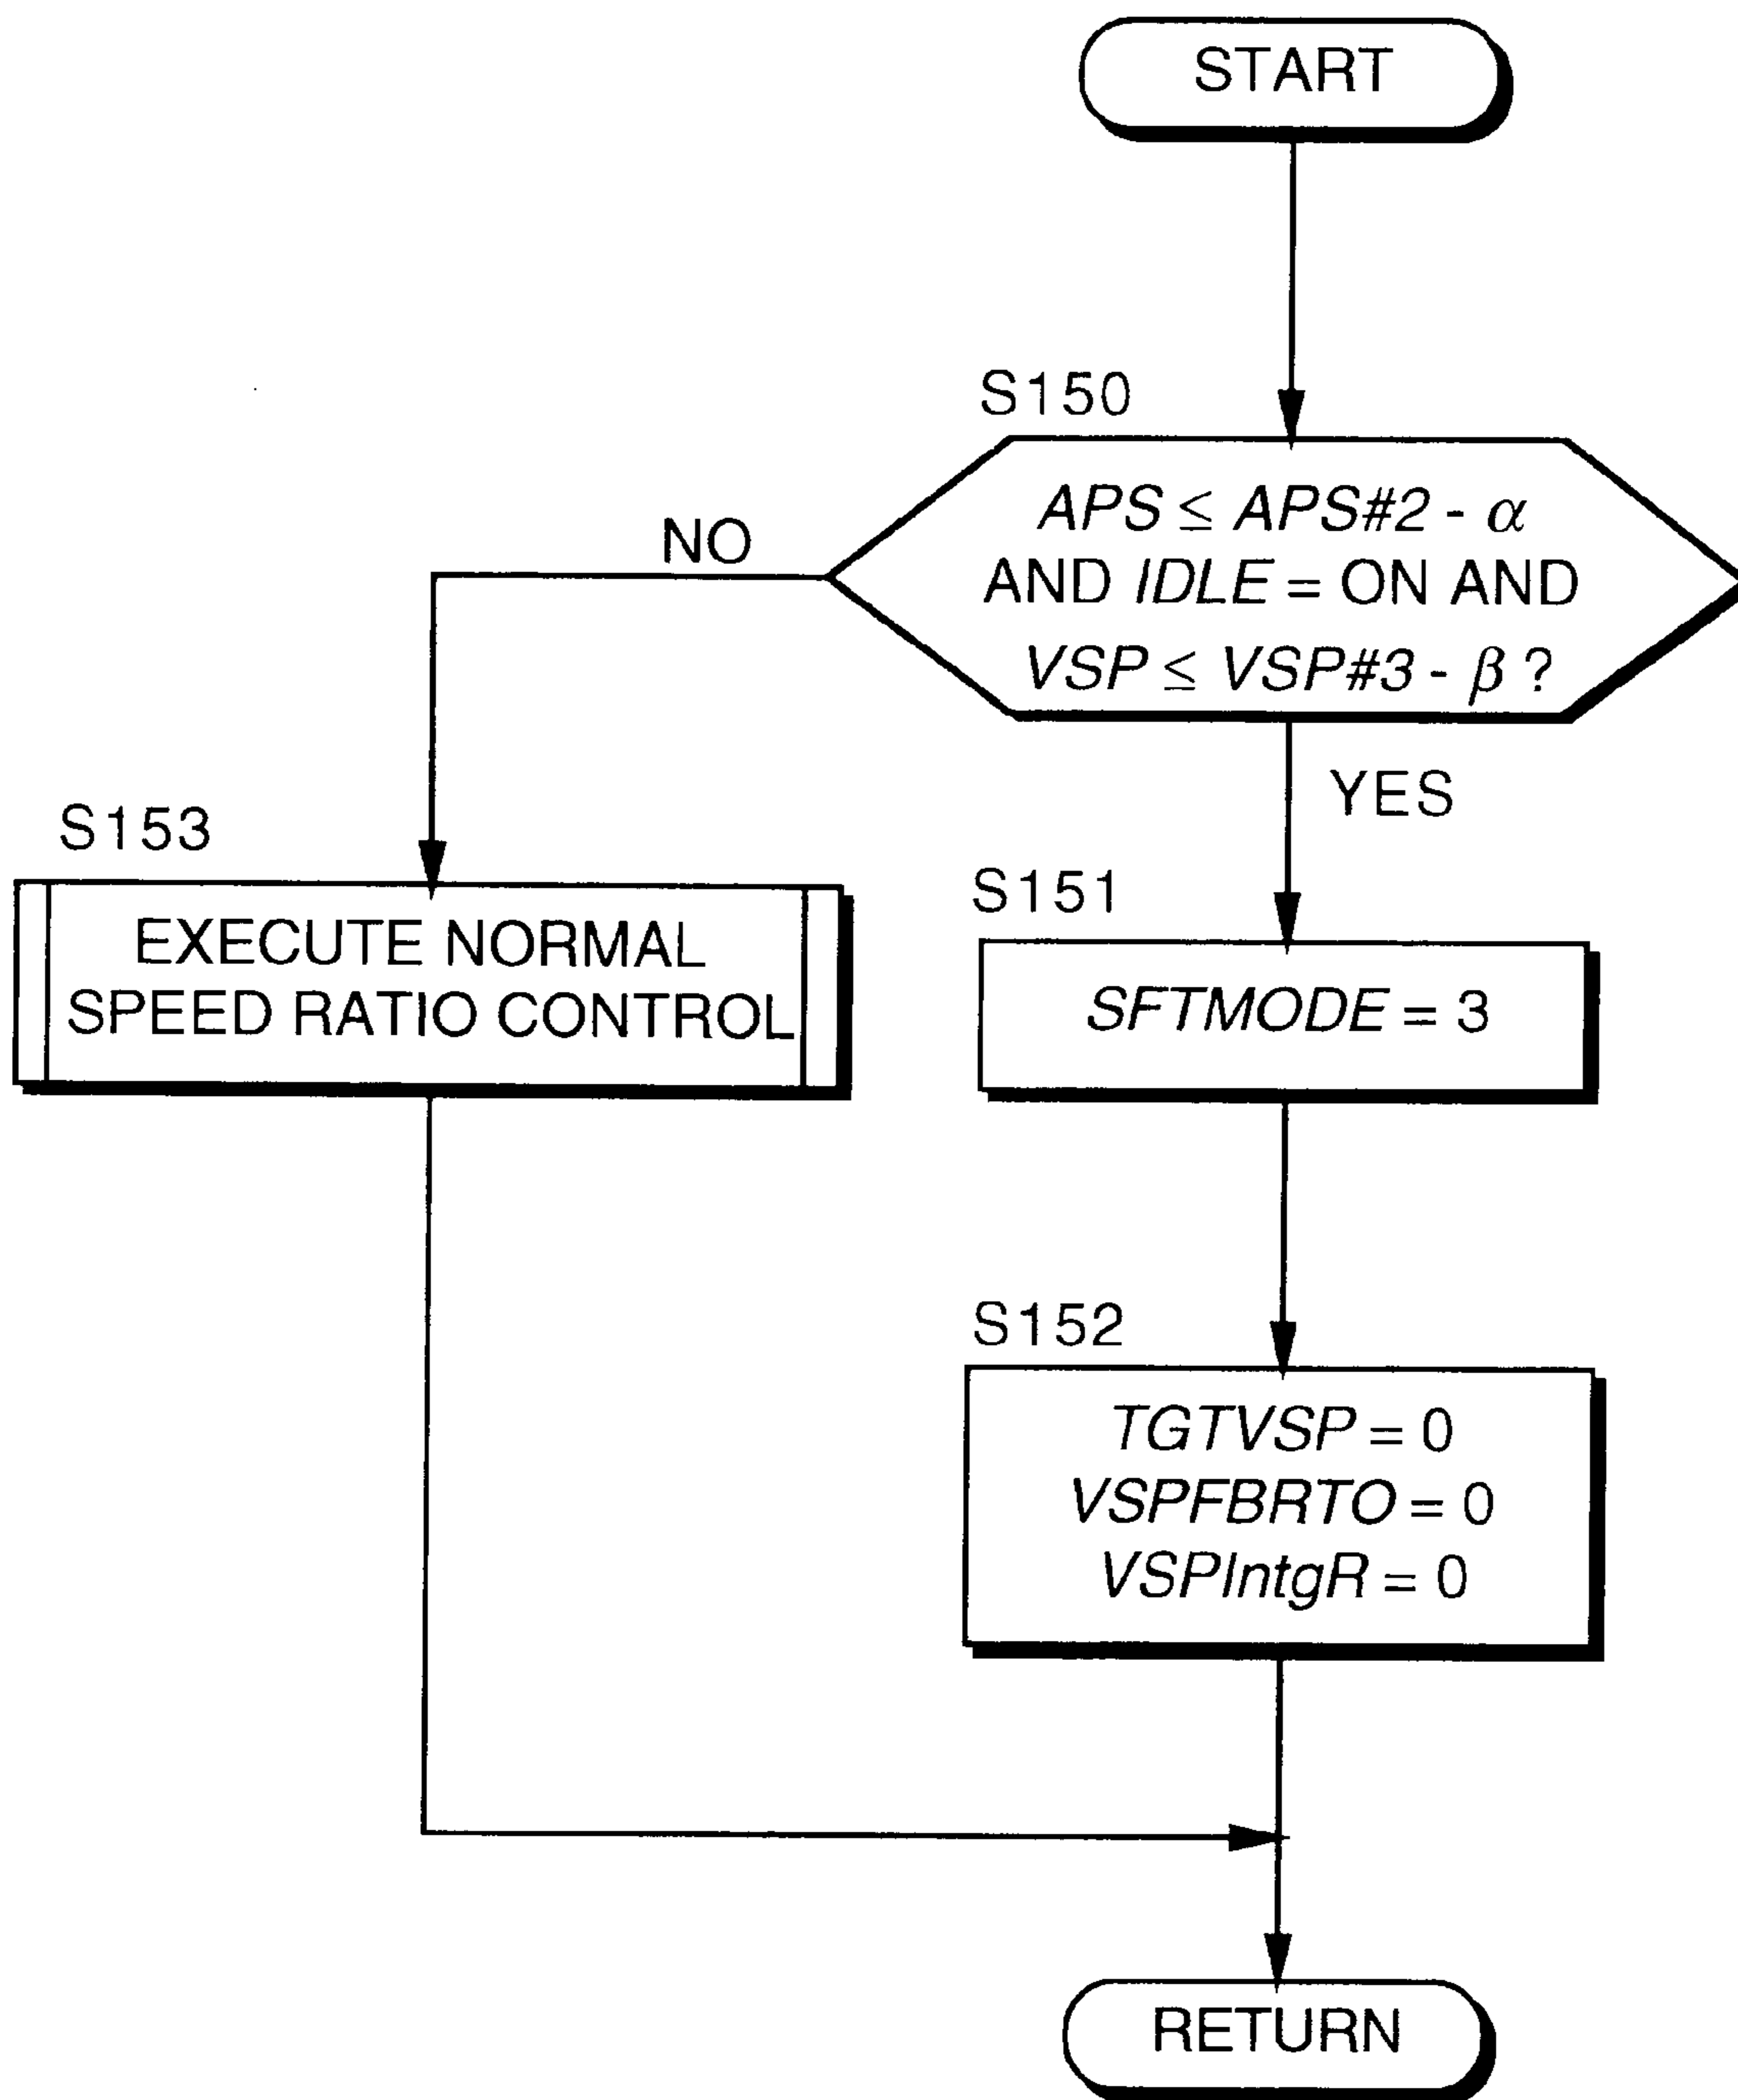 START
S150
APS ≤ APS#2 - α
AND IDLE = ON AND
VSP ≤ VSP#3 - β ?
NO
YES
S153
EXECUTE NORMAL
SPEED RATIO CONTROL
S151
SFTMODE = 3
S152
TGTVSP = 0
VSPFBRTO = 0
VSPIntgR = 0
RETURN